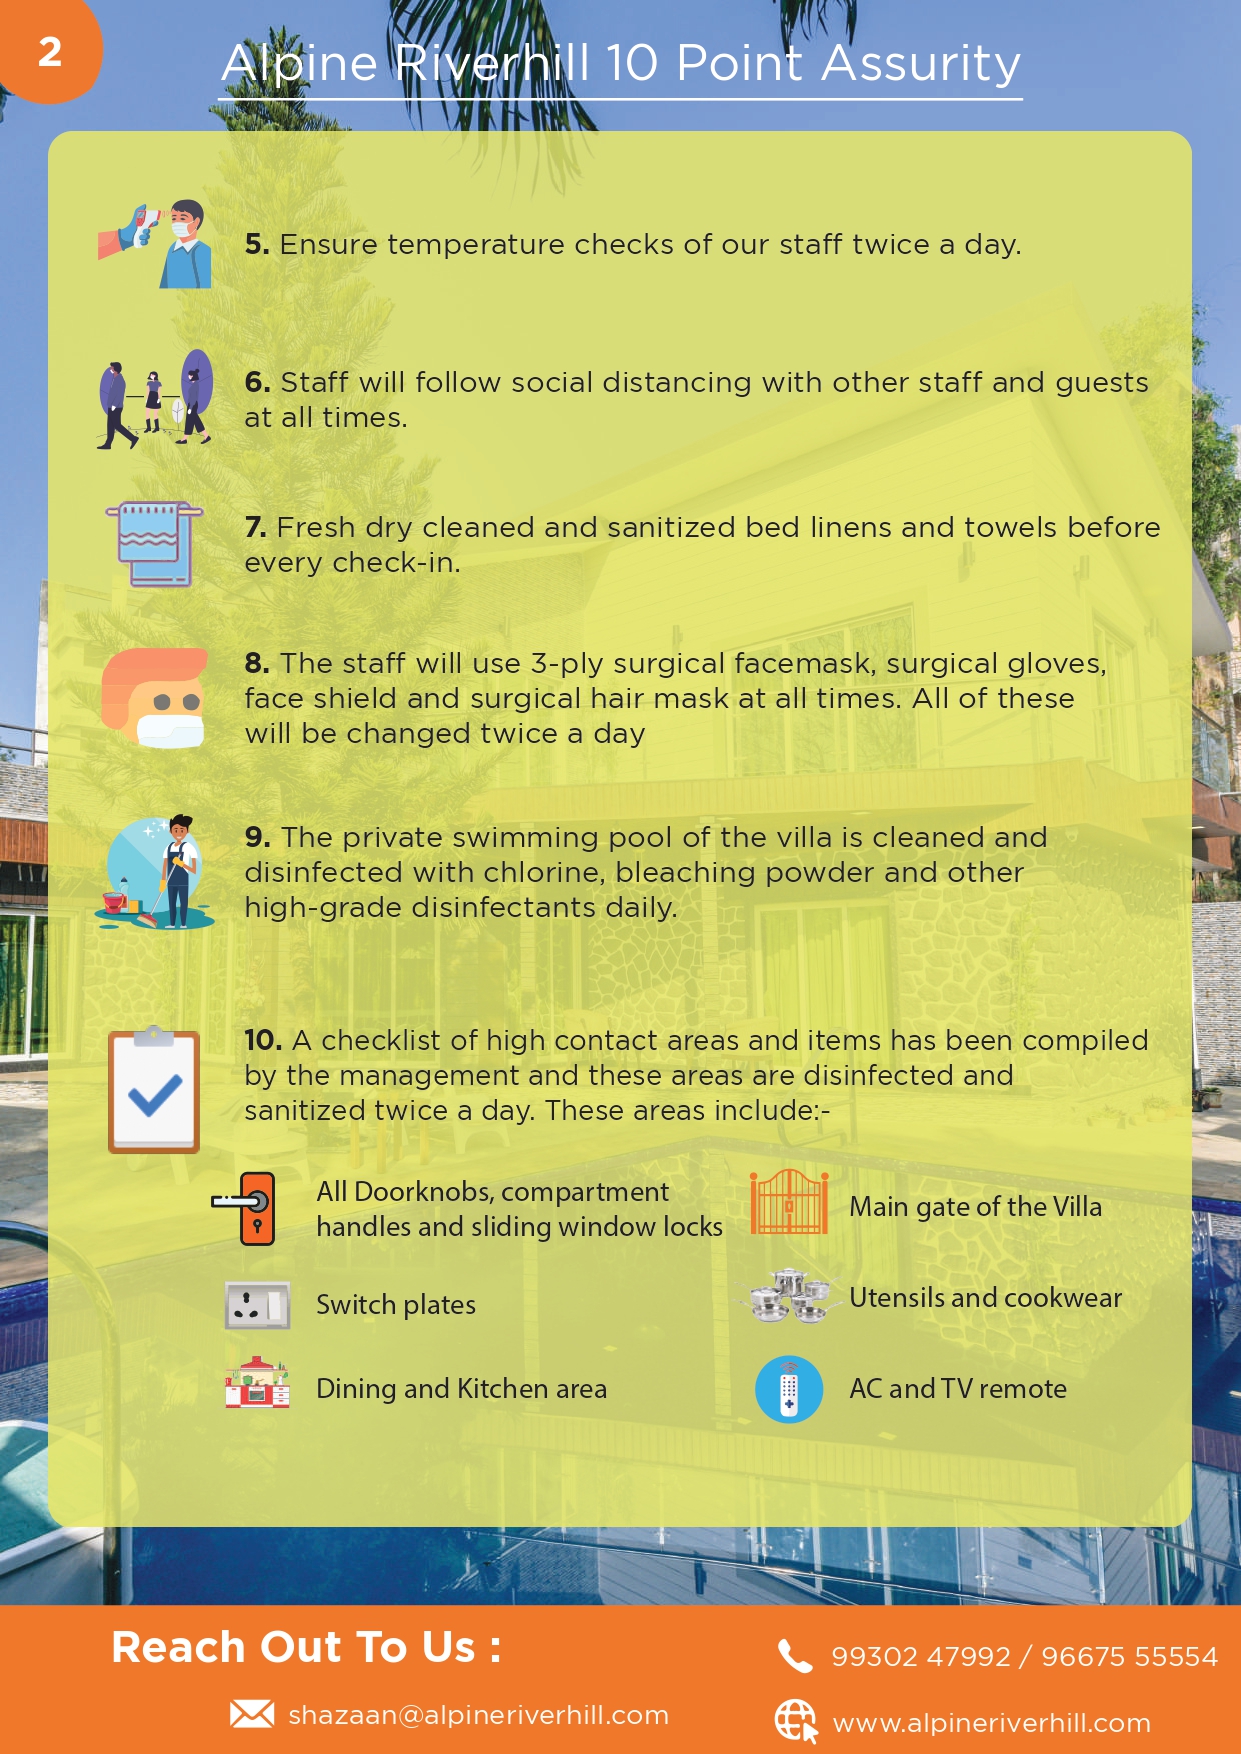 2
Alpine Riverhill 10 Point Assurity
5. Ensure temperature checks of our staff twice a day.
6. Staff will follow social distancing with other staff and guests
at all times.
7. Fresh dry cleaned and sanitized bed linens and towels before
every check-in.
8. The staff will use 3-ply surgical facemask, surgical gloves,
face shield and surgical hair mask at all times. All of these
will be changed twice a day
9. The private swimming pool of the villa is cleaned and
disinfected with chlorine, bleaching powder and other
high-grade disinfectants daily.
10. A checklist of high contact areas and items has been compiled
by the management and these areas are disinfected and
sanitized twice a day. These areas include:-
All Doorknobs, compartment
handles and sliding window locks
Main gate of the Villa
Switch plates
Utensils and cookwear
Dining and Kitchen area
AC and TV remote
Reach Out To Us :
99302 47992 / 96675 55554
shazaan@alpineriverhill.com
www.alpineriverhill.com